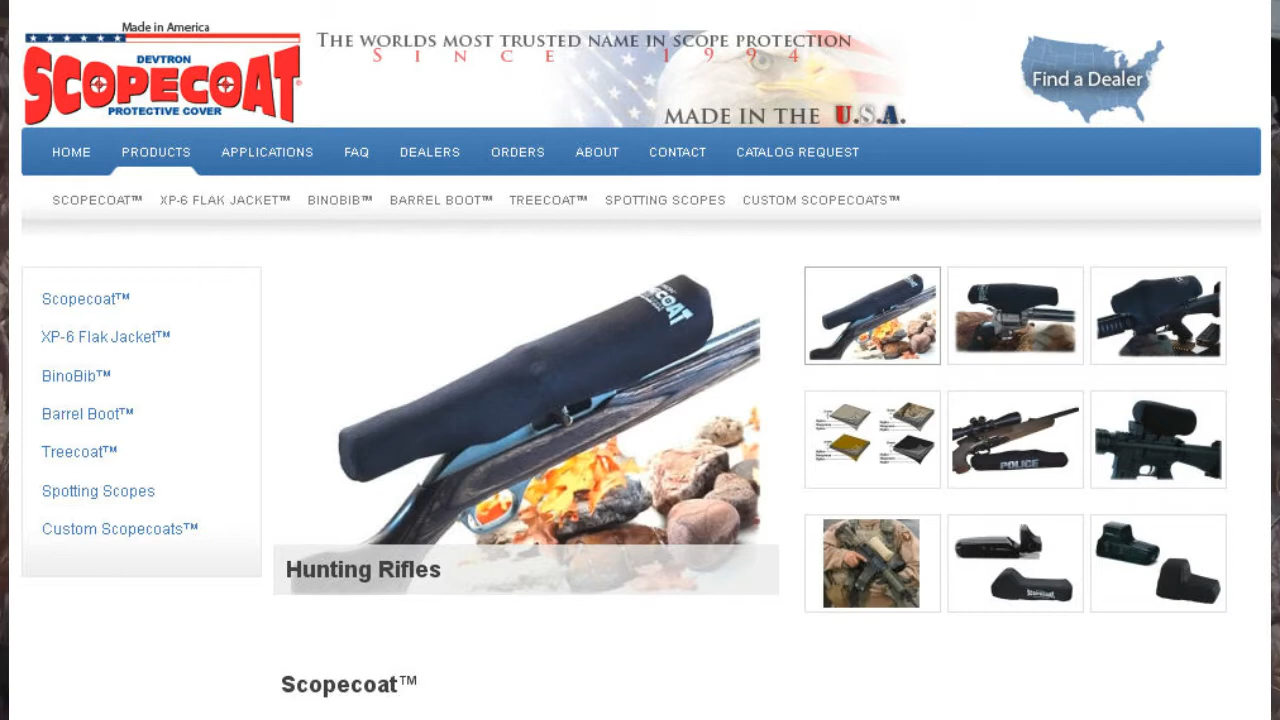 Made in America
DEVTRON
SCOPECOAT®
PROTECTIVE COVER
THE WORLDS MOST TRUSTED NAME IN SCOPE PROTECTION
SINCE 1994
MADE IN THE U.S.A.
Find a Dealer
HOME PRODUCTS APPLICATIONS FAQ DEALERS ORDERS ABOUT CONTACT CATALOG REQUEST
SCOPECOAT™ XP-6 FLAK JACKET™ BINOBIB™ BARREL BOOT™ TREECOAT™ SPOTTING SCOPES CUSTOM SCOPECOATS™
Scopecoat™
XP-6 Flak Jacket™
BinoBib™
Barrel Boot™
Treecoat™
Spotting Scopes
Custom Scopecoats™
Hunting Rifles
POLICE
SCOPECOAT
Scopecoat™